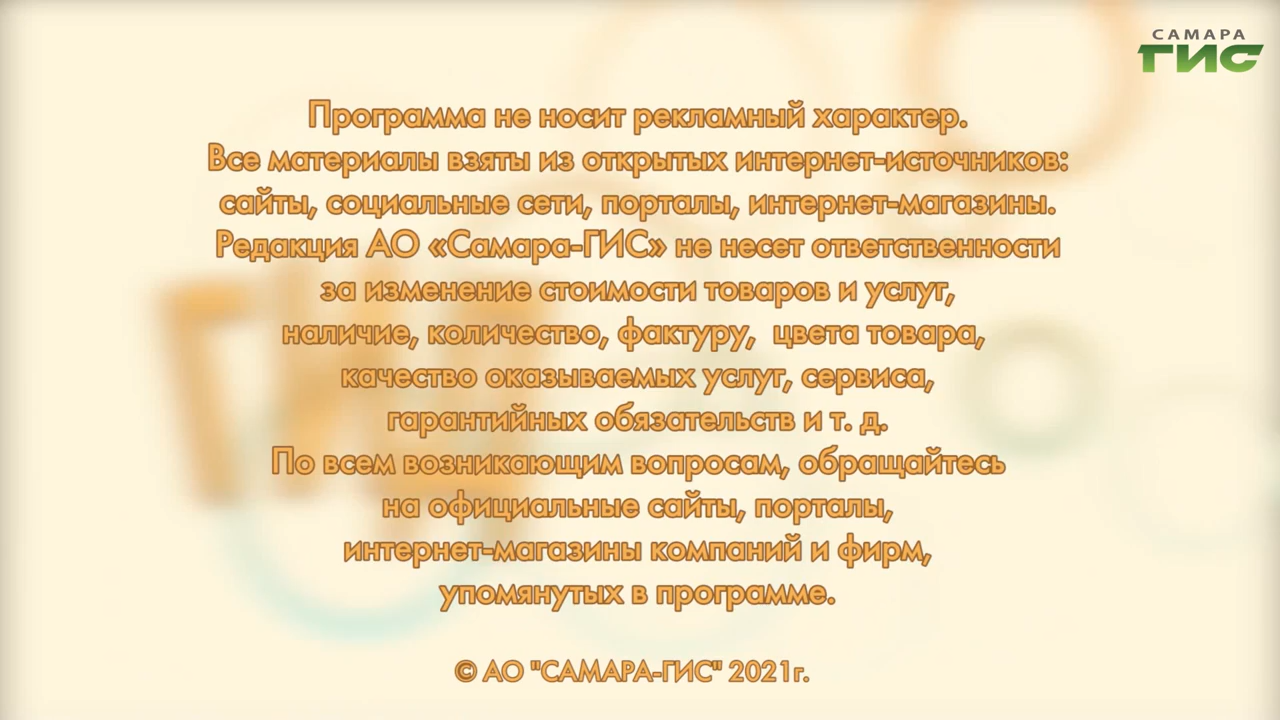 САМАРА
ГИС
Программа не носит рекламный характер.
Все материалы взяты из открытых интернет-источников:
сайты, социальные сети, порталы, интернет-магазины.
Редакция АО «Самара-ГИС» не несет ответственности
за изменение стоимости товаров и услуг,
наличие, количество, фактуру, цвета товара,
качество оказываемых услуг, сервиса,
гарантийных обязательств и т. д.
По всем возникающим вопросам, обращайтесь
на официальные сайты, порталы,
интернет-магазины компаний и фирм,
упомянутых в программе.
© АО "САМАРА-ГИС" 2021г.